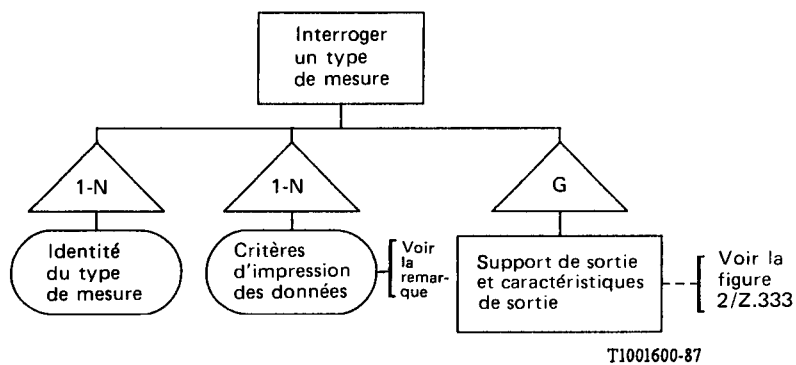 Interroger
un type
de mesure
1-N
1-N
G
Identité
du type
de mesure
Critères
d'impression
des données
Voir
la
remar-
que
Support de sortie
et caractéristiques
de sortie
Voir la
figure
2/Z.333
T1001600-87